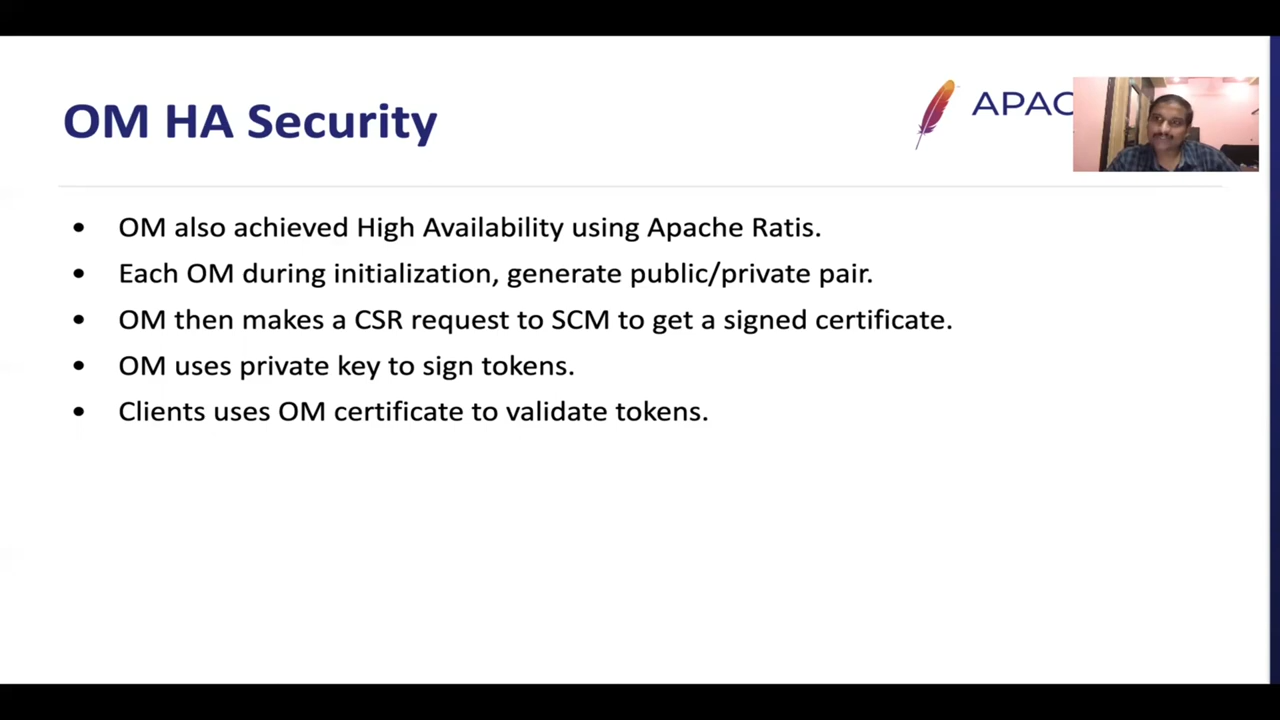 OM HA Security
APAC
• OM also achieved High Availability using Apache Ratis.
• Each OM during initialization, generate public/private pair.
• OM then makes a CSR request to SCM to get a signed certificate.
• OM uses private key to sign tokens.
• Clients uses OM certificate to validate tokens.